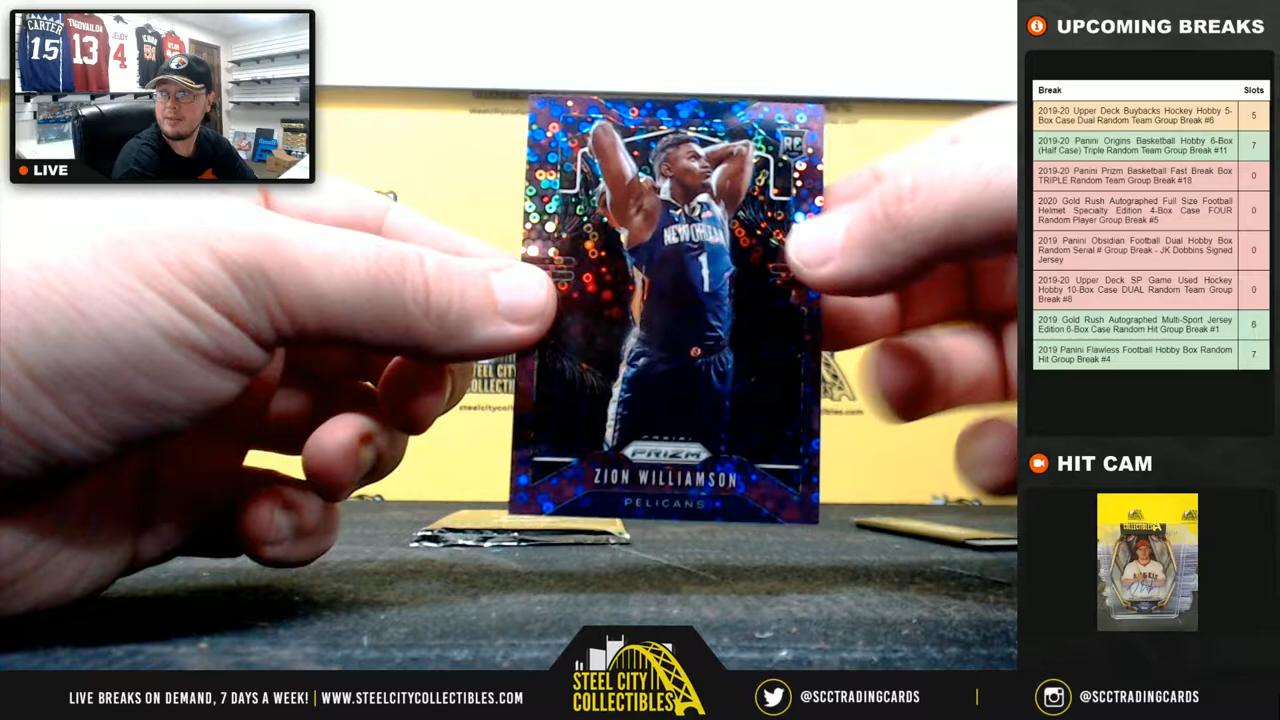 CARTER
15
TIGOVAILOA
13
JEUDY
4
LIVE
RC
NEW ORLEANS
1
PANINI
PRIZM
ZION WILLIAMSON
PELICANS
STEEL CITY
COLLECTIBLES
UPCOMING BREAKS
Break Slots
2019-20 Upper Deck Buybacks Hockey Hobby 5-
Box Case Dual Random Team Group Break #6 5
2019-20 Panini Origins Basketball Hobby 6-Box
(Half Case) Triple Random Team Group Break #11 7
2019-20 Panini Prizm Basketball Fast Break Box
TRIPLE Random Team Group Break #18 0
2020 Gold Rush Autographed Full Size Football
Helmet Specialty Edition 4-Box Case FOUR
Random Player Group Break #5 0
2019 Panini Obsidian Football Dual Hobby Box
Random Serial # Group Break - JK Dobbins Signed
Jersey 0
2019-20 Upper Deck SP Game Used Hockey
Hobby 10-Box Case DUAL Random Team Group
Break #8 0
2019 Gold Rush Autographed Multi-Sport Jersey
Edition 6-Box Case Random Hit Group Break #1 6
2019 Panini Flawless Football Hobby Box Random
Hit Group Break #4 7
HIT CAM
COLLECTIBLES
LIVE BREAKS ON DEMAND, 7 DAYS A WEEK! | WWW.STEELCITYCOLLECTIBLES.COM
STEEL CITY
COLLECTIBLES
@SCCTRADINGCARDS | @SCCTRADINGCARDS